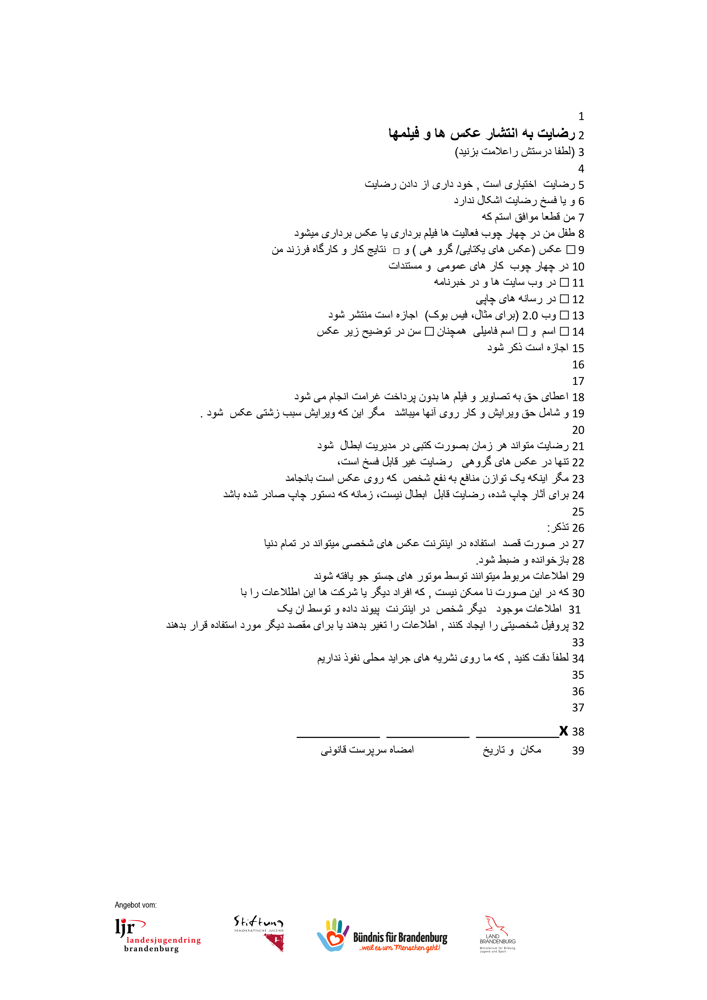 1
2 رضایت به انتشار عکس ها و فیلمها
3 (لطفا درستش راعلامت بزنید)
4
5 رضایت اختیاری است , خود داری از دادن رضایت
6 و یا فسخ رضایت اشکال ندارد
7 من قطعا موافق استم که
8 طفل من در چهار چوب فعالیت ها فیلم برداری یا عکس برداری میشود
9 ☐ عکس (عکس های یکتایی/ گرو هی ) و □ نتایج کار و کارگاه فرزند من
10 در چهار چوب کار های عمومی و مستندات
11 ☐ در وب سایت ها و در خبرنامه
12 ☐ در رسانه های چاپی
13 ☐ وب 2.0 (برای مثال، فیس بوک) اجازه است منتشر شود
14 ☐ اسم و ☐ اسم فامیلی همچنان ☐ سن در توضیح زیر عکس
15 اجازه است ذکر شود
16
17
18 اعطای حق به تصاویر و فیلم ها بدون پرداخت غرامت انجام می شود
19 و شامل حق ویرایش و کار روی آنها میباشد مگر این که ویرایش سبب زشتی عکس شود .
20
21 رضایت متواند هر زمان بصورت کتبی در مدیریت ابطال شود
22 تنها در عکس های گروهی رضایت غیر قابل فسخ است،
23 مگر اینکه یک توازن منافع به نفع شخص که روی عکس است بانجامد
24 برای آثار چاپ شده، رضایت قابل ابطال نیست، زمانه که دستور چاپ صادر شده باشد
25
26 تذکر:
27 در صورت قصد استفاده در اینترنت عکس های شخصی میتواند در تمام دنیا
28 بازخوانده و ضبط شود.
29 اطلاعات مربوط میتوانند توسط موتور های جستو جو یافته شوند
30 که در این صورت نا ممکن نیست , که افراد دیگر یا شرکت ها این اطللاعات را با
31 اطلاعات موجود دیگر شخص در اینترنت پیوند داده و توسط ان یک
32 پروفیل شخصیتی را ایجاد کنند , اطلاعات را تغیر بدهند یا برای مقصد دیگر مورد استفاده قرار بدهند
33
34 لطفآ دقت کنید , که ما روی نشریه های جراید محلی نفوذ نداریم
35
36
37
38 X_____________ _____________ _____________
39 مکان و تاریخ امضاه سرپرست قانونی
Angebot vom:
ljr
landesjugendring
brandenburg
Stiftung
DEMOKRATISCHE JUGEND
Bündnis für Brandenburg
...weil es um Menschen geht!
LAND
BRANDENBURG
Ministerium für Bildung,
Jugend und Sport